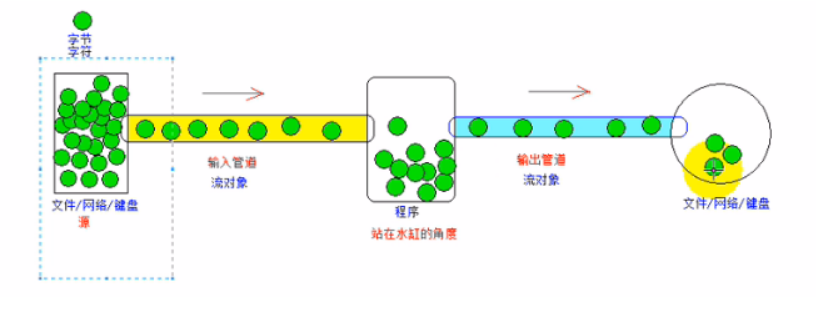 字节
字符
输入管道
流对象
文件/网络/键盘
源
程序
站在水缸的角度
输出管道
流对象
文件/网络/键盘